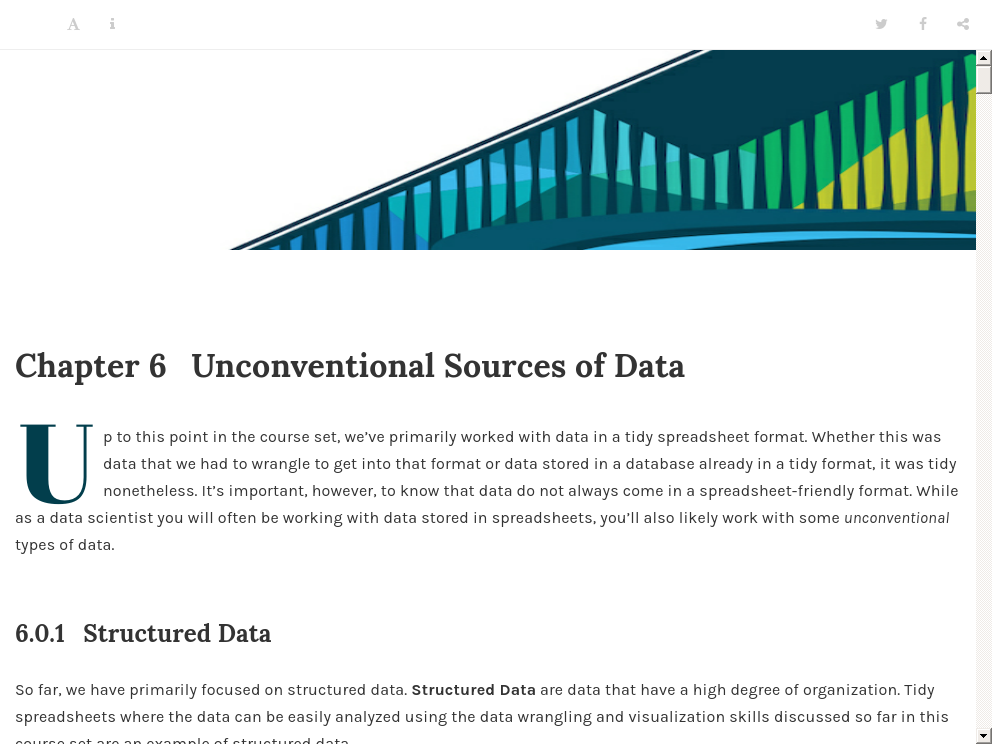 Chapter 6 Unconventional Sources of Data
Up to this point in the course set, we’ve primarily worked with data in a tidy spreadsheet format. Whether this was
data that we had to wrangle to get into that format or data stored in a database already in a tidy format, it was tidy
nonetheless. It’s important, however, to know that data do not always come in a spreadsheet-friendly format. While
as a data scientist you will often be working with data stored in spreadsheets, you’ll also likely work with some unconventional
types of data.
6.0.1 Structured Data
So far, we have primarily focused on structured data. Structured Data are data that have a high degree of organization. Tidy
spreadsheets where the data can be easily analyzed using the data wrangling and visualization skills discussed so far in this
course set are an example of structured data.